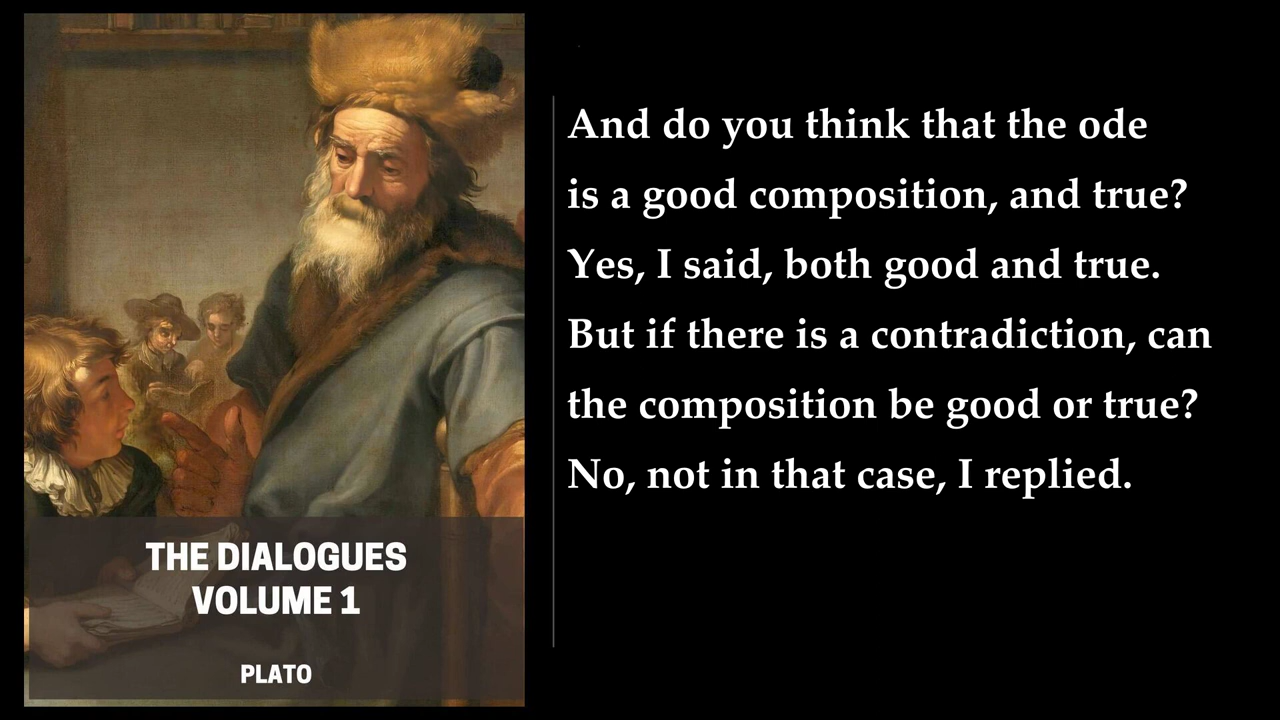 THE DIALOGUES
VOLUME 1
PLATO
And do you think that the ode
is a good composition, and true?
Yes, I said, both good and true.
But if there is a contradiction, can
the composition be good or true?
No, not in that case, I replied.